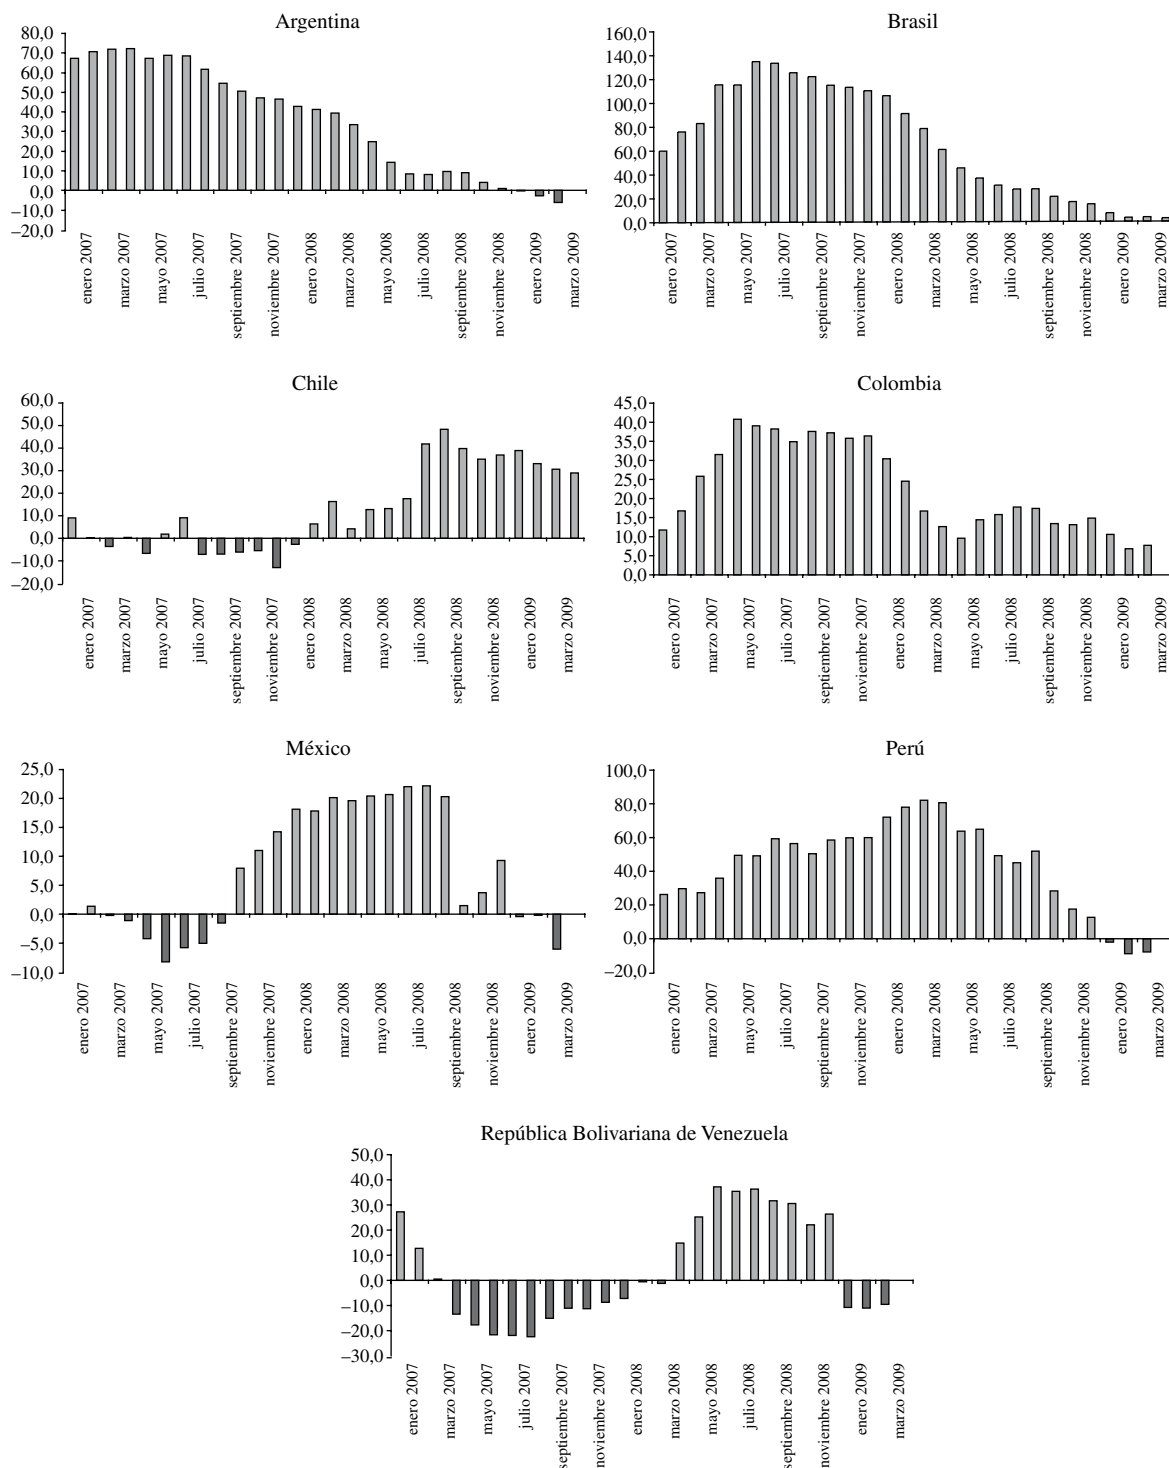 Argentina
80,0
70,0
60,0
50,0
40,0
30,0
20,0
10,0
0,0
–10,0
–20,0
enero 2007
marzo 2007
mayo 2007
julio 2007
septiembre 2007
noviembre 2007
enero 2008
marzo 2008
mayo 2008
julio 2008
septiembre 2008
noviembre 2008
enero 2009
marzo 2009
Brasil
160,0
140,0
120,0
100,0
80,0
60,0
40,0
20,0
0,0
enero 2007
marzo 2007
mayo 2007
julio 2007
septiembre 2007
noviembre 2007
enero 2008
marzo 2008
mayo 2008
julio 2008
septiembre 2008
noviembre 2008
enero 2009
marzo 2009
Chile
60,0
50,0
40,0
30,0
20,0
10,0
0,0
–10,0
–20,0
enero 2007
marzo 2007
mayo 2007
julio 2007
septiembre 2007
noviembre 2007
enero 2008
marzo 2008
mayo 2008
julio 2008
septiembre 2008
noviembre 2008
enero 2009
marzo 2009
Colombia
45,0
40,0
35,0
30,0
25,0
20,0
15,0
10,0
5,0
0,0
enero 2007
marzo 2007
mayo 2007
julio 2007
septiembre 2007
noviembre 2007
enero 2008
marzo 2008
mayo 2008
julio 2008
septiembre 2008
noviembre 2008
enero 2009
marzo 2009
México
25,0
20,0
15,0
10,0
5,0
0,0
–5,0
–10,0
enero 2007
marzo 2007
mayo 2007
julio 2007
septiembre 2007
noviembre 2007
enero 2008
marzo 2008
mayo 2008
julio 2008
septiembre 2008
noviembre 2008
enero 2009
marzo 2009
Perú
100,0
80,0
60,0
40,0
20,0
0,0
–20,0
enero 2007
marzo 2007
mayo 2007
julio 2007
septiembre 2007
noviembre 2007
enero 2008
marzo 2008
mayo 2008
julio 2008
septiembre 2008
noviembre 2008
enero 2009
marzo 2009
República Bolivariana de Venezuela
50,0
40,0
30,0
20,0
10,0
0,0
–10,0
–20,0
–30,0
enero 2007
marzo 2007
mayo 2007
julio 2007
septiembre 2007
noviembre 2007
enero 2008
marzo 2008
mayo 2008
julio 2008
septiembre 2008
noviembre 2008
enero 2009
marzo 2009